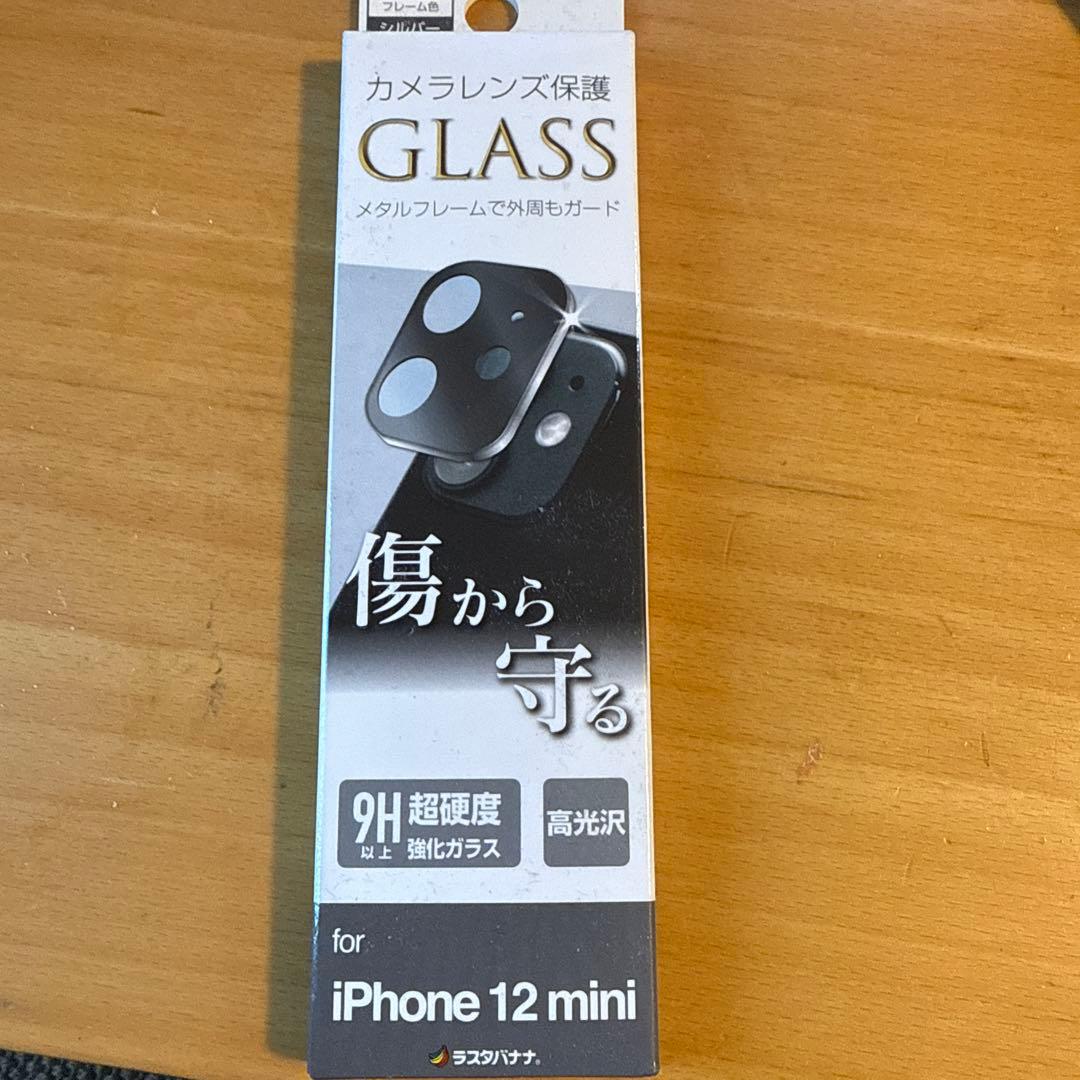 フレーム色
シルバー
カメラレンズ保護
GLASS
メタルフレームで外周もガード
傷から
守る
9H 以上 超硬度 強化ガラス
高光沢
for
iPhone 12 mini
ラスタバナナ®